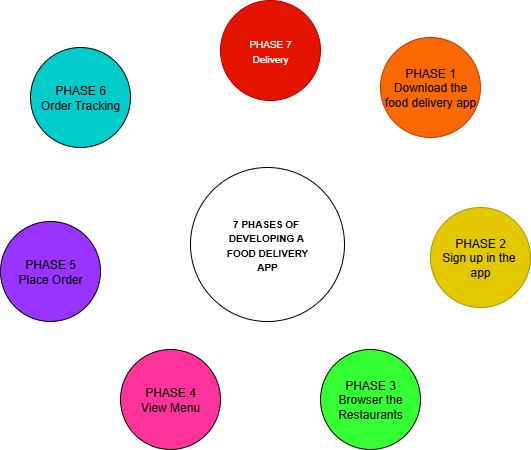 PHASE 7
Delivery
PHASE 1
Download the
food delivery app
PHASE 6
Order Tracking
7 PHASES OF
DEVELOPING A
FOOD DELIVERY
APP
PHASE 2
Sign up in the
app
PHASE 5
Place Order
PHASE 3
Browser the
Restaurants
PHASE 4
View Menu